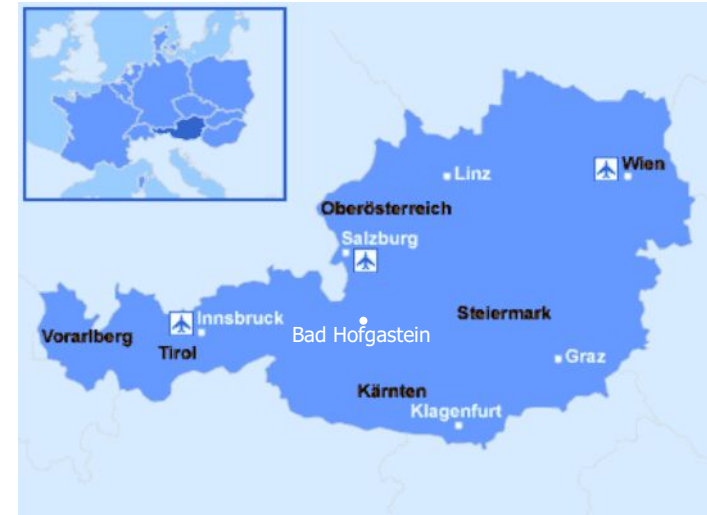 Linz
Wien
Oberösterreich
Salzburg
Innsbruck
Steiermark
Vorarlberg
Bad Hofgastein
Tirol
Graz
Kärnten
Klagenfurt